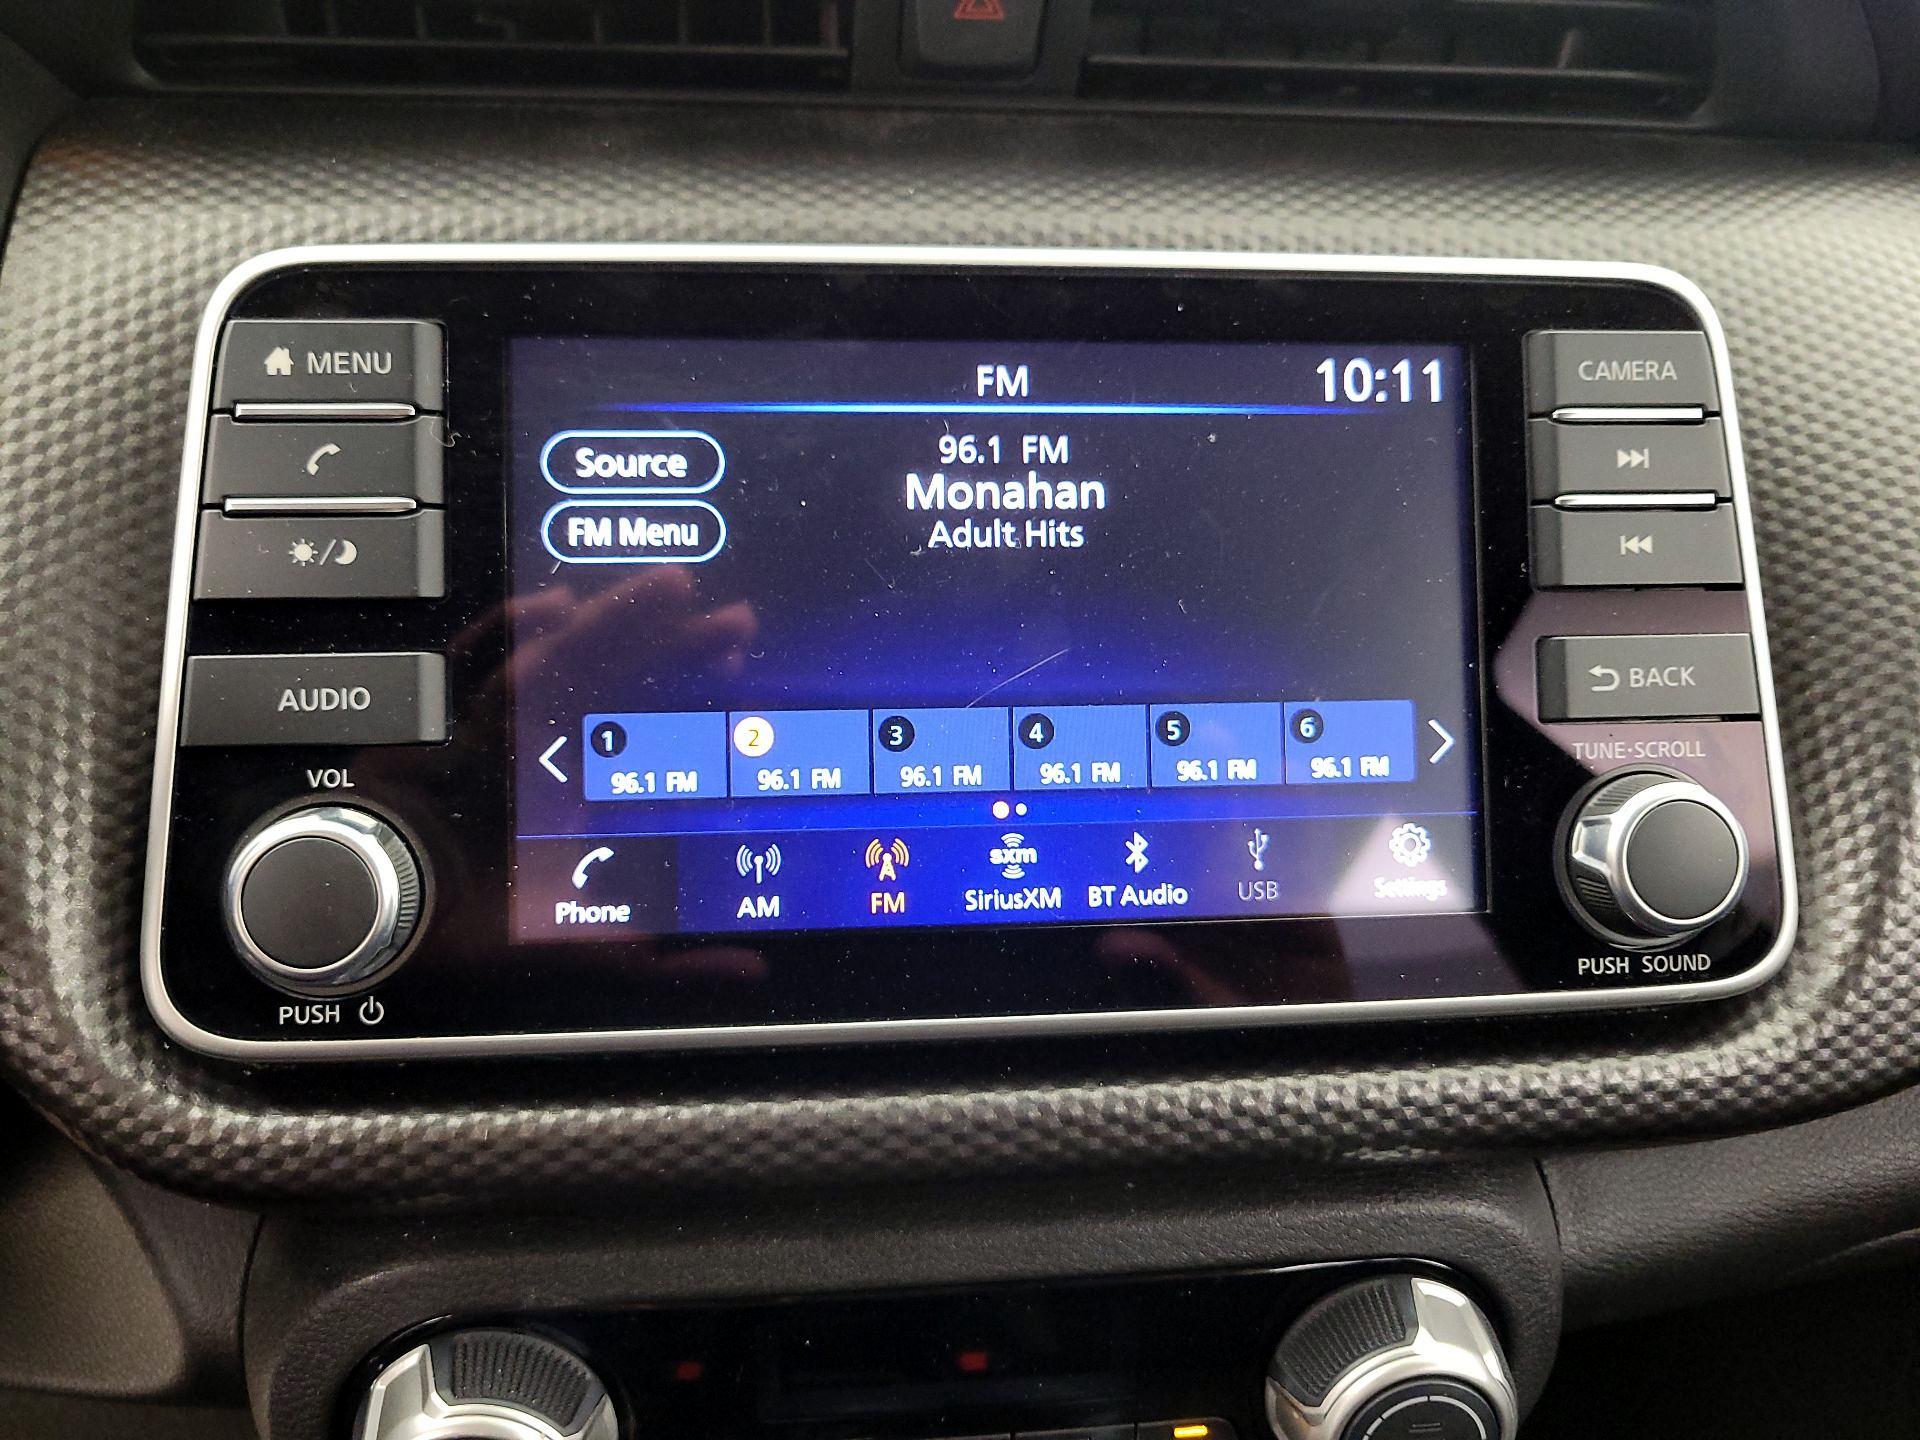 MENU
AUDIO
VOL
PUSH
FM
10:11
Source
FM Menu
96.1 FM
Monahan
Adult Hits
1
2
3
4
5
6
96.1 FM
96.1 FM
96.1 FM
96.1 FM
96.1 FM
96.1 FM
Phone
AM
FM
sxm
SiriusXM
BT Audio
USB
Settings
CAMERA
BACK
TUNE·SCROLL
PUSH SOUND